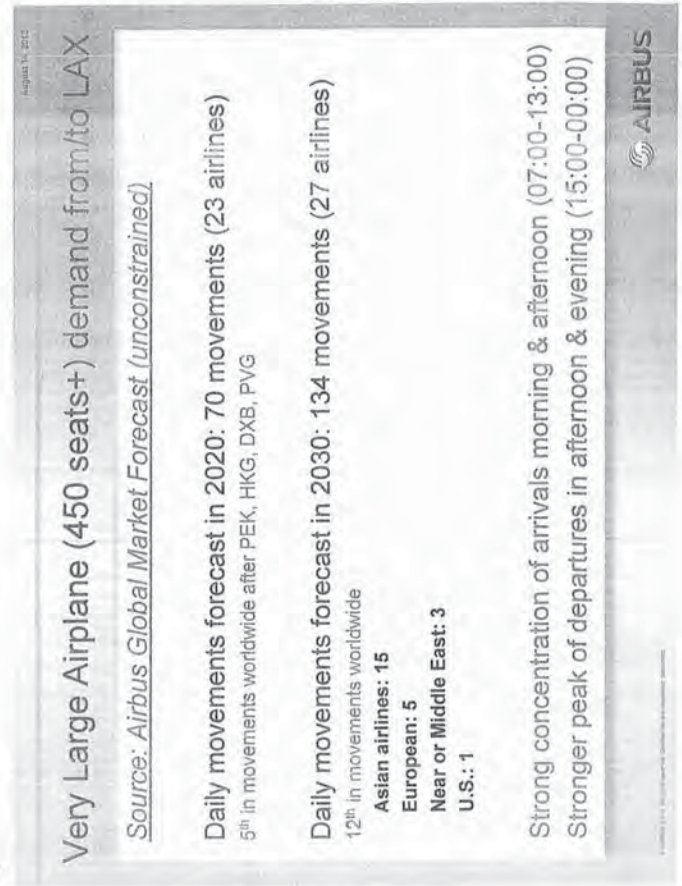 August 14, 2012
Very Large Airplane (450 seats+) demand from/to LAX
Source: Airbus Global Market Forecast (unconstrained)
Daily movements forecast in 2020: 70 movements (23 airlines)
5th in movements worldwide after PEK, HKG, DXB, PVG
Daily movements forecast in 2030: 134 movements (27 airlines)
12th in movements worldwide
Asian airlines: 15
European: 5
Near or Middle East: 3
U.S.: 1
Strong concentration of arrivals morning & afternoon (07:00-13:00)
Stronger peak of departures in afternoon & evening (15:00-00:00)
AIRBUS